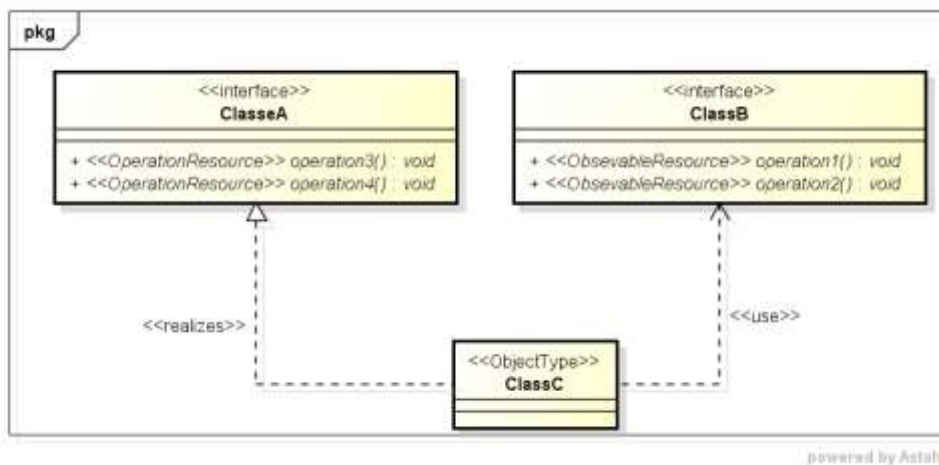 pkg
<<interface>>
ClasseA
+ <<OperationResource>> operation3() : void
+ <<OperationResource>> operation4() : void
<<interface>>
ClassB
+ <<ObsevableResource>> operation1() : void
+ <<ObsevableResource>> operation2() : void
<<realizes>>
<<use>>
<<ObjectType>>
ClassC
powered by Astah